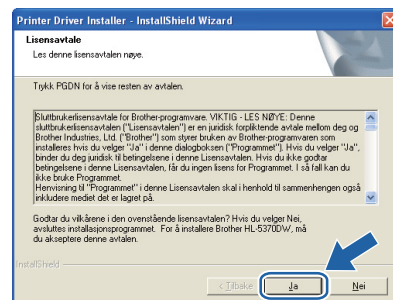 Printer Driver Installer - InstallShield Wizard
Lisensavtale
Les denne lisensavtalen nøye.
Trykk PGDN for å vise resten av avtalen.
Sluttbrukerlisensavtale for Brother-programvare. VIKTIG - LES NØYE: Denne
sluttbrukerlisensavtalen ("Lisensavtalen") er en juridisk forpliktende avtale mellom deg og
Brother Industries, Ltd. ("Brother") som styrer bruken av Brother-programvaren som
installeres hvis du velger "Ja" i denne dialogboksen ("Programmet"). Hvis du velger "Ja",
binder du deg juridisk til betingelsene i denne Lisensavtalen. Hvis du ikke godtar
betingelsene i denne Lisensavtalen, får du ingen lisens for Programmet. I så fall kan du
ikke bruke Programmet.
Henvisning til "Programmet" i denne Lisensavtalen skal i henhold til sammenhengen også
inkludere mediet det er lagret på.
Godtar du vilkårene i den ovenstående lisensavtalen? Hvis du velger Nei,
avsluttes installasjonsprogrammet. For å installere Brother HL-5370DW, må
du akseptere denne avtalen.
InstallShield
< Tilbake
Ja
Nei